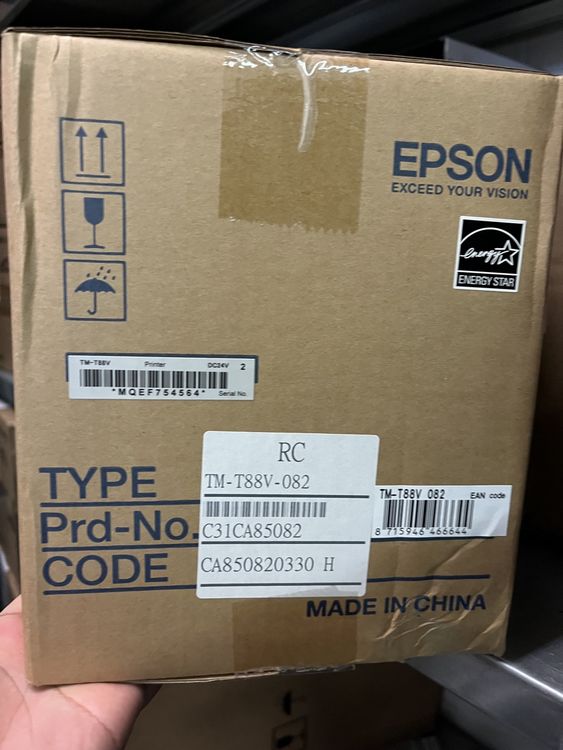 EPSON
EXCEED YOUR VISION
energy
ENERGY STAR
TM-T88V Printer DC24V 2
*MQEF754564* Serial No.
RC
TYPE TM-T88V-082
TM-T88V 082 EAN code
8 715946 466644
Prd-No. C31CA85082
CODE CA850820330 H
MADE IN CHINA